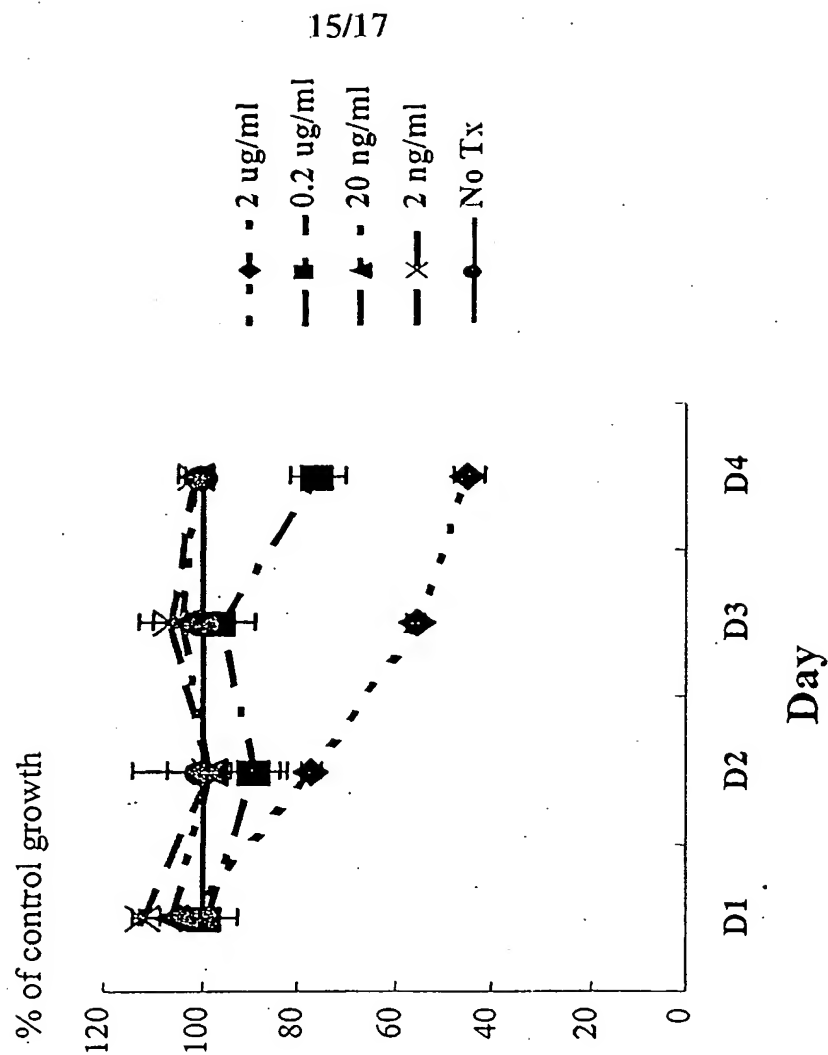 15/17
% of control growth
120
100
80
60
40
20
0
D1 D2 D3 D4
Day
2 ug/ml
0.2 ug/ml
20 ng/ml
2 ng/ml
No Tx